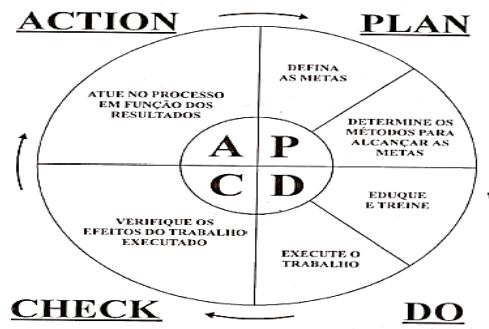 ACTION
PLAN
DEFINA
AS METAS
ATUE NO PROCESSO
EM FUNÇÃO DOS
RESULTADOS
DETERMINE OS
MÉTODOS PARA
ALCANÇAR AS
METAS
A P
C D
EDUQUE
E TREINE
VERIFIQUE OS
EFEITOS DO TRABALHO
EXECUTADO
EXECUTE O
TRABALHO
CHECK
DO